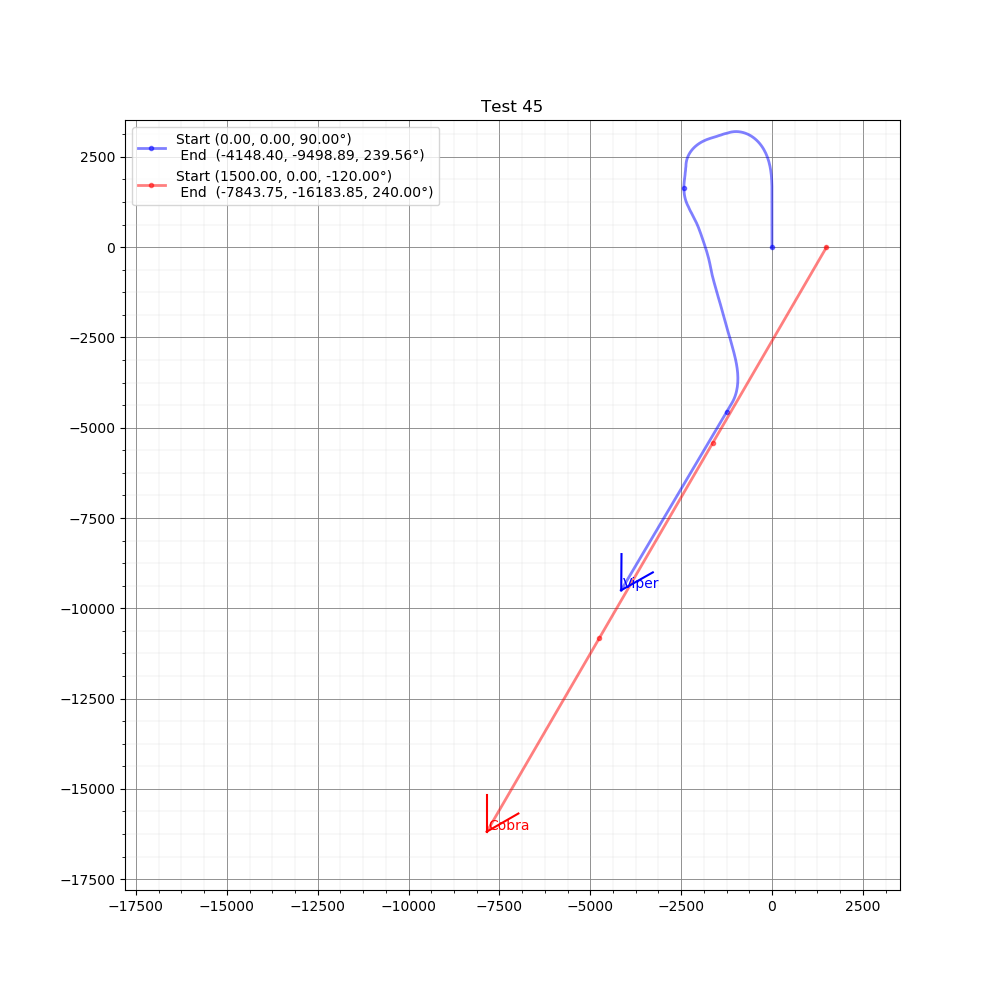 Test 45
Start (0.00, 0.00, 90.00°)
End (-4148.40, -9498.89, 239.56°)
Start (1500.00, 0.00, -120.00°)
End (-7843.75, -16183.85, 240.00°)
2500
0
−2500
−5000
−7500
−10000
−12500
−15000
−17500
Viper
Cobra
−17500 −15000 −12500 −10000 −7500 −5000 −2500 0 2500